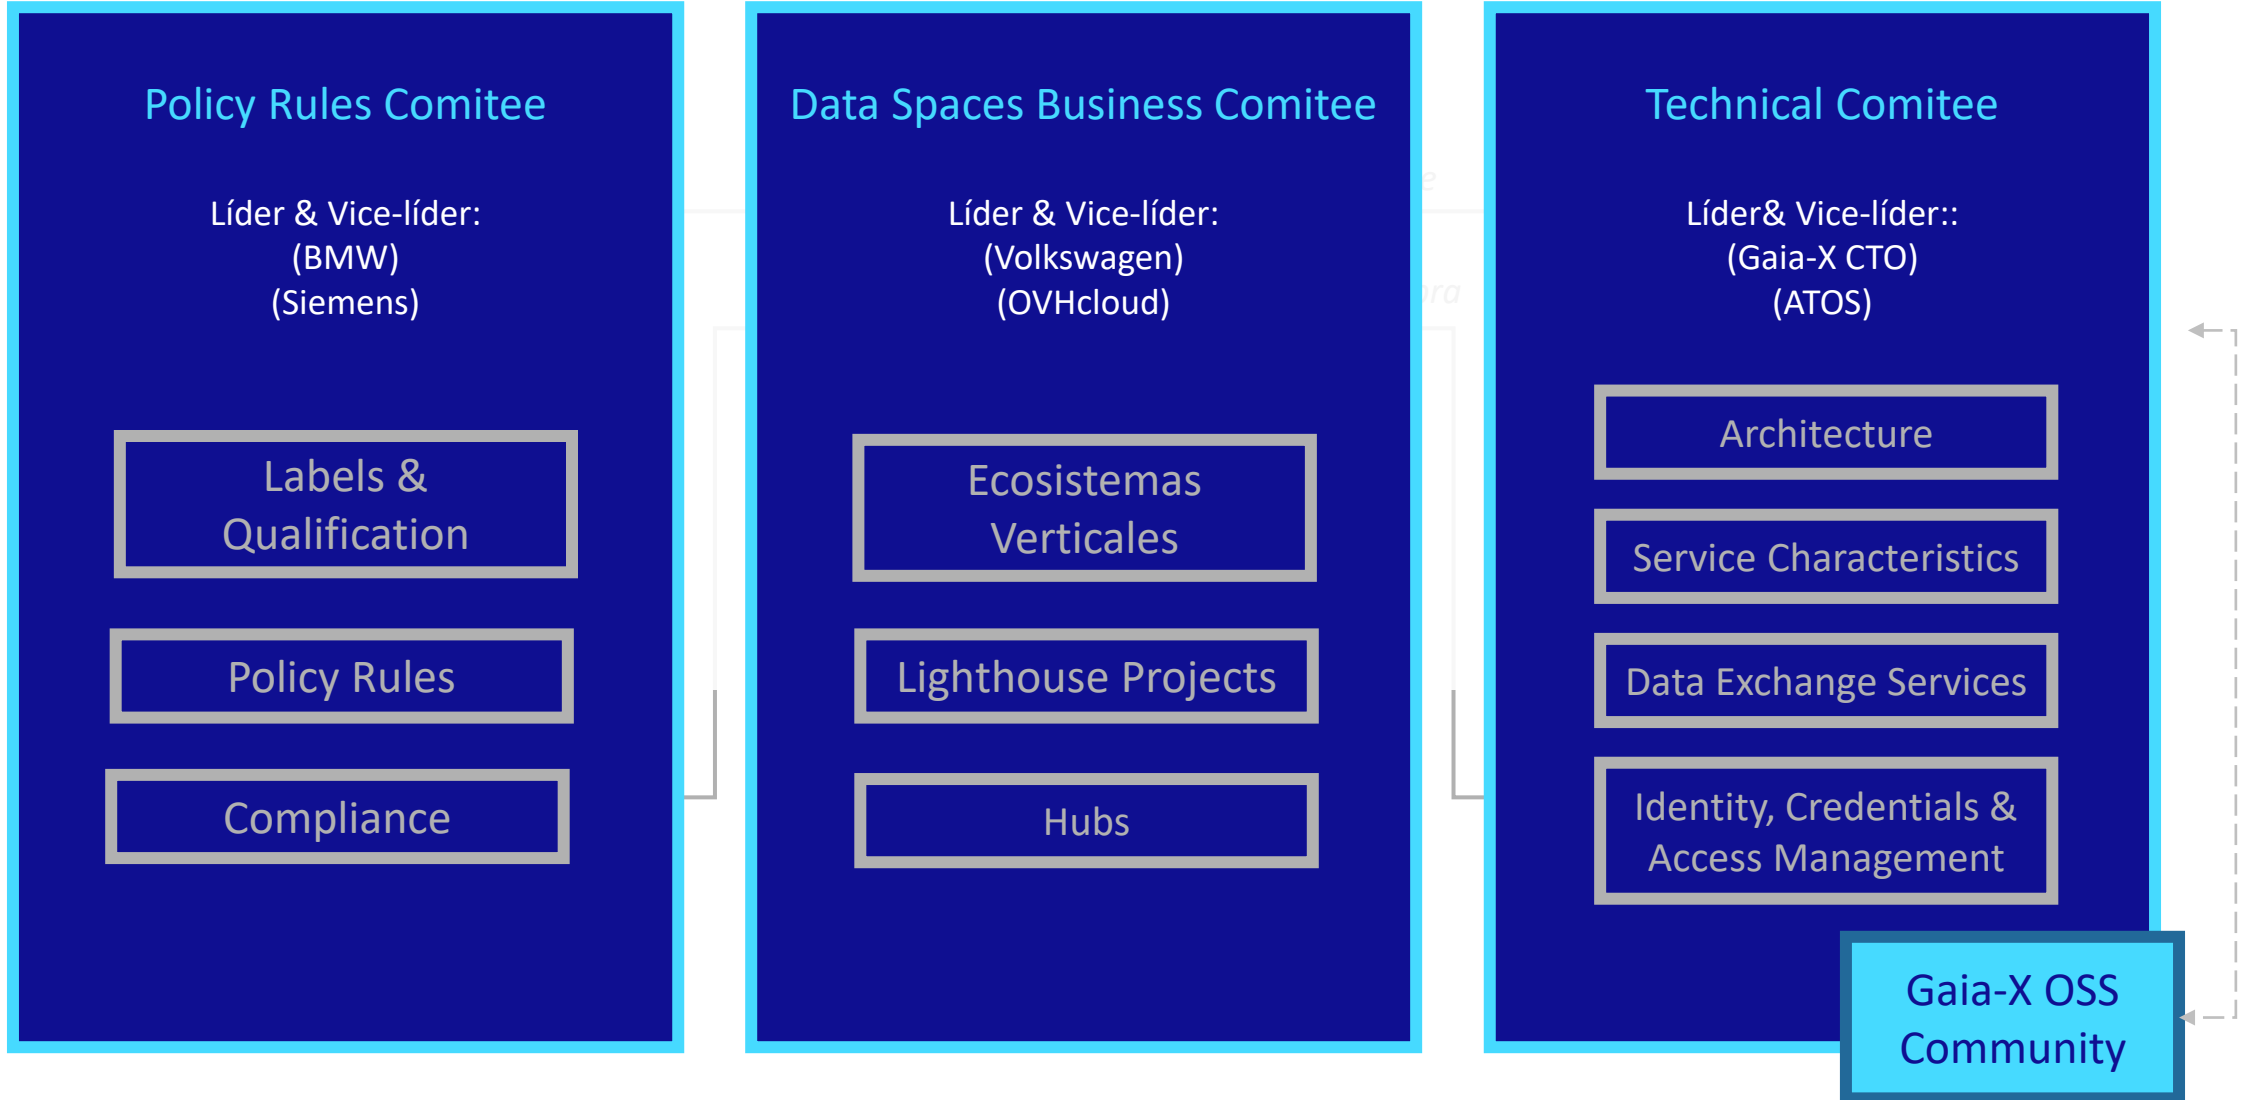 Policy Rules Comitee
Líder & Vice-líder:
(BMW)
(Siemens)
Labels &
Qualification
Policy Rules
Compliance
Data Spaces Business Comitee
Líder & Vice-líder:
(Volkswagen)
(OVHcloud)
Ecosistemas
Verticales
Lighthouse Projects
Hubs
Technical Comitee
Líder& Vice-líder::
(Gaia-X CTO)
(ATOS)
Architecture
Service Characteristics
Data Exchange Services
Identity, Credentials &
Access Management
Gaia-X OSS
Community